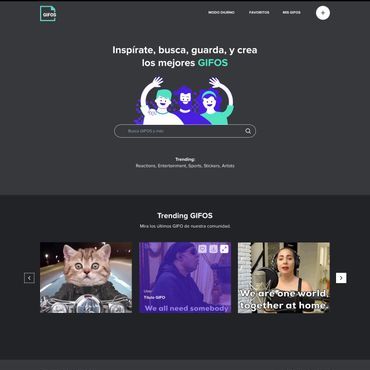 GIFOS
MODO DIURNO
FAVORITOS
MIS GIFOS
Inspírate, busca, guarda, y crea
los mejores GIFOS
Busca GIFOS y más
Trending:
Reactions, Entertainment, Sports, Stickers, Artists
Trending GIFOS
Mira los últimos GIFO de nuestra comunidad.
User
Título GIFO
We all need somebody
We are one world,
together at home.